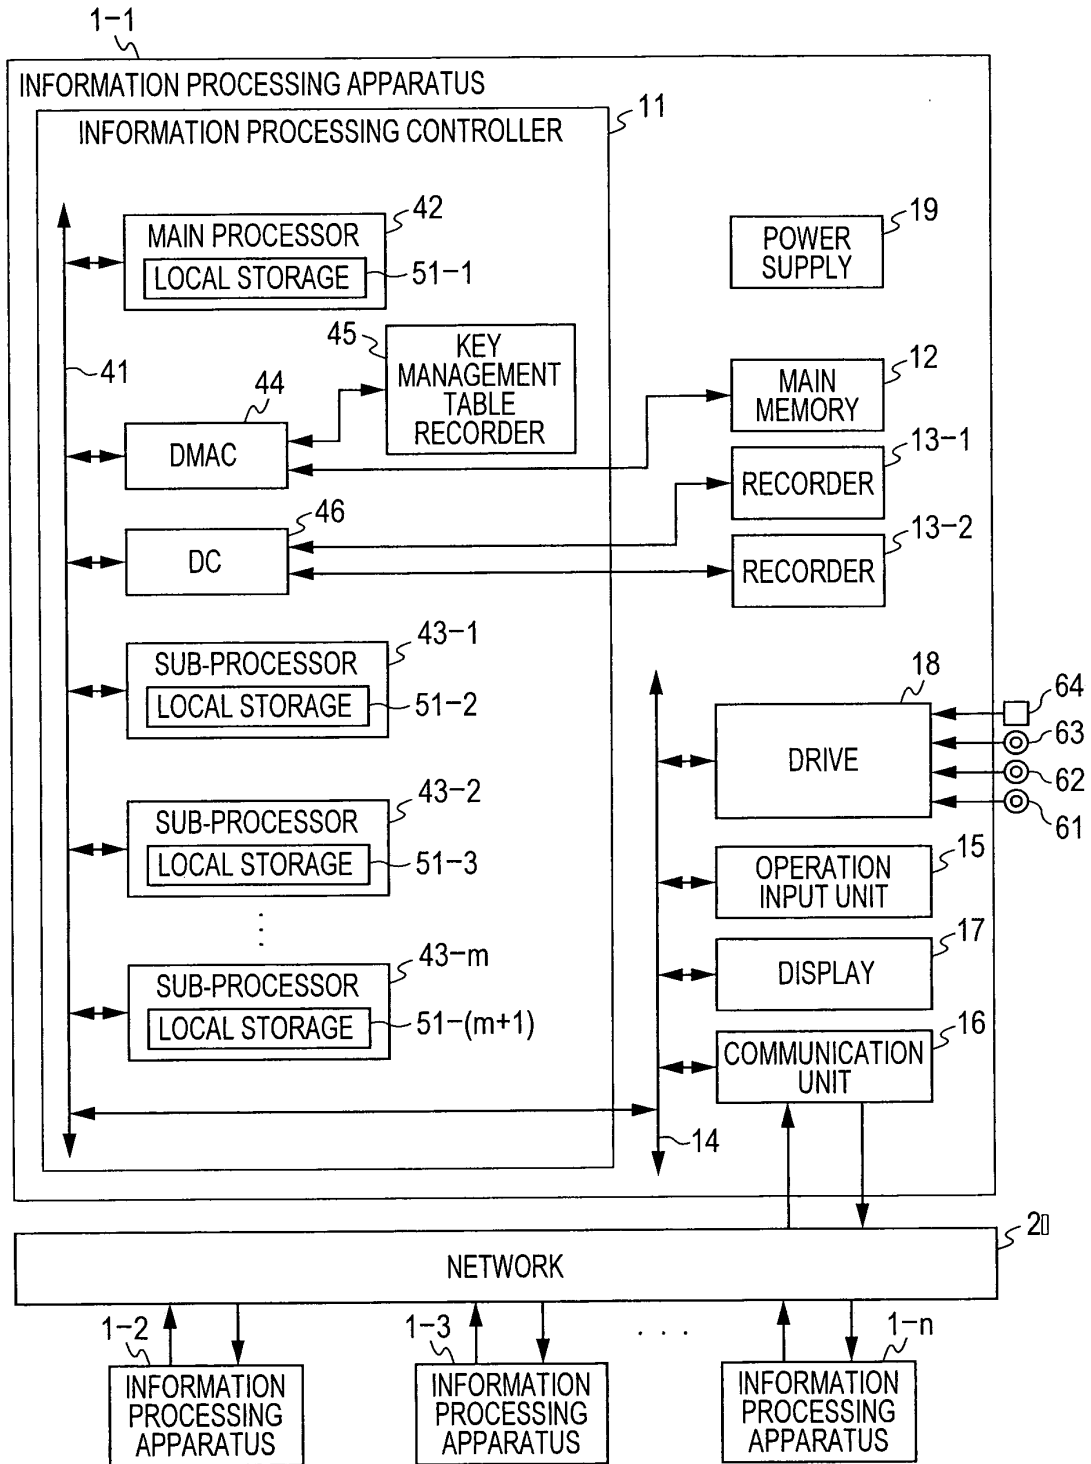 1-1
INFORMATION PROCESSING APPARATUS
11
INFORMATION PROCESSING CONTROLLER
42
MAIN PROCESSOR
LOCAL STORAGE
51-1
19
POWER
SUPPLY
41
45
KEY
MANAGEMENT
TABLE
RECORDER
44
DMAC
12
MAIN
MEMORY
13-1
RECORDER
46
DC
13-2
RECORDER
43-1
SUB-PROCESSOR
LOCAL STORAGE
51-2
18
DRIVE
64
63
62
61
43-2
SUB-PROCESSOR
LOCAL STORAGE
51-3
15
OPERATION
INPUT UNIT
17
DISPLAY
43-m
SUB-PROCESSOR
LOCAL STORAGE
51-(m+1)
16
COMMUNICATION
UNIT
14
2
NETWORK
1-2
INFORMATION
PROCESSING
APPARATUS
1-3
INFORMATION
PROCESSING
APPARATUS
. . .
1-n
INFORMATION
PROCESSING
APPARATUS